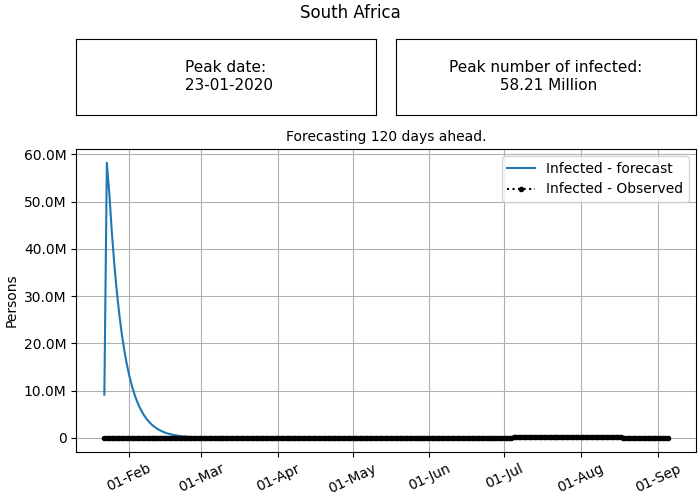 South Africa
Peak date:
23-01-2020
Peak number of infected:
58.21 Million
Forecasting 120 days ahead.
60.0M
50.0M
40.0M
30.0M
20.0M
10.0M
0
Persons
Infected - forecast
Infected - Observed
01-Feb
01-Mar
01-Apr
01-May
01-Jun
01-Jul
01-Aug
01-Sep